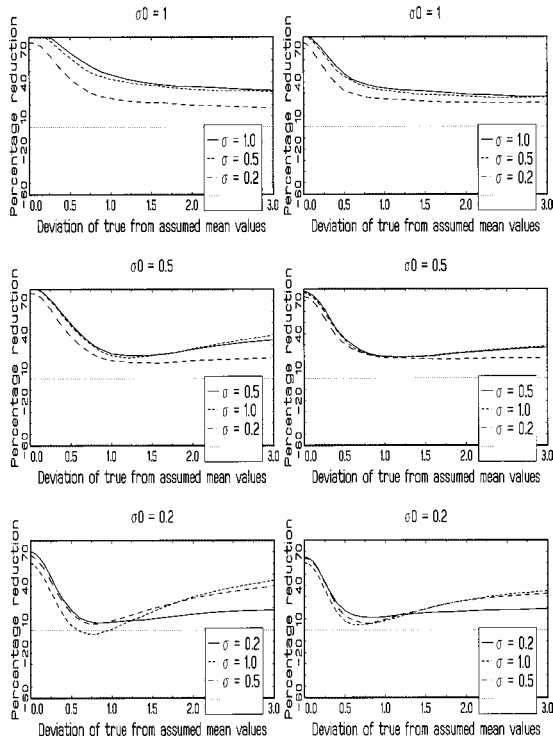 σ0 = 1
Percentage reduction
-60 -20 10 40 70
σ = 1.0
σ = 0.5
σ = 0.2
0.0 0.5 1.0 1.5 2.0 2.5 3.0
Deviation of true from assumed mean values
σ0 = 1
Percentage reduction
-60 -20 10 40 70
σ = 1.0
σ = 0.5
σ = 0.2
0.0 0.5 1.0 1.5 2.0 2.5 3.0
Deviation of true from assumed mean values
σ0 = 0.5
Percentage reduction
-60 -20 10 40 70
σ = 0.5
σ = 1.0
σ = 0.2
0.0 0.5 1.0 1.5 2.0 2.5 3.0
Deviation of true from assumed mean values
σ0 = 0.5
Percentage reduction
-60 -20 10 40 70
σ = 0.5
σ = 1.0
σ = 0.2
0.0 0.5 1.0 1.5 2.0 2.5 3.0
Deviation of true from assumed mean values
σ0 = 0.2
Percentage reduction
-60 -20 10 40 70
σ = 0.2
σ = 1.0
σ = 0.5
0.0 0.5 1.0 1.5 2.0 2.5 3.0
Deviation of true from assumed mean values
σ0 = 0.2
Percentage reduction
-60 -20 10 40 70
σ = 0.2
σ = 1.0
σ = 0.5
0.0 0.5 1.0 1.5 2.0 2.5 3.0
Deviation of true from assumed mean values